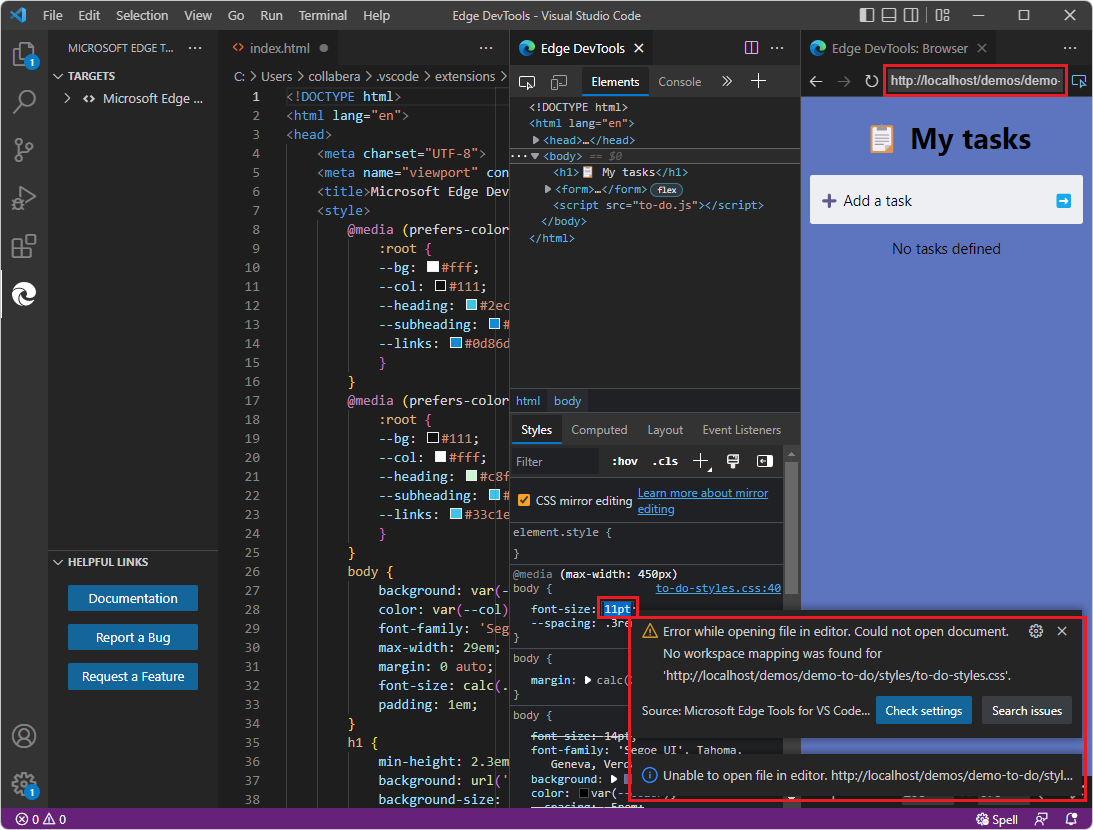 File Edit Selection View Go Run Terminal Help
Edge DevTools - Visual Studio Code
1
MICROSOFT EDGE T... ...
TARGETS
Microsoft Edge ...
HELPFUL LINKS
Documentation
Report a Bug
Request a Feature
1
index.html
...
C: > Users > collabera > .vscode > extensions >
1 <!DOCTYPE html>
2 <html lang="en">
3 <head>
4 <meta charset="UTF-8">
5 <meta name="viewport" con
6 <title>Microsoft Edge Dev
7 <style>
8 @media (prefers-color
9 :root {
10 --bg: #fff;
11 --col: #111;
12 --heading: #2ec
13 --subheading: #
14 --links: #0d86d
15 }
16 }
17 @media (prefers-color
18 :root {
19 --bg: #111;
20 --col: #fff;
21 --heading: #c8f
22 --subheading: #
23 --links: #33c1e
24 }
25 }
26 body {
27 background: var(-
28 color: var(--col)
29 font-family: 'Seg
30 max-width: 29em;
31 margin: 0 auto;
32 font-size: calc(.
33 padding: 1em;
34 }
35 h1 {
36 min-height: 2.3em
37 background: url('
38 background-size:
Edge DevTools
...
Elements Console
<!DOCTYPE html>
<html lang="en">
<head>…</head>
...<body> == $0
<h1>📋 My tasks</h1>
<form>…</form> flex
<script src="to-do.js"></script>
</body>
</html>
html body
Styles Computed Layout Event Listeners
Filter :hov .cls
CSS mirror editing Learn more about mirror
editing
element.style {
}
@media (max-width: 450px)
body { to-do-styles.css:40
font-size: 11pt;
--spacing: .3re
}
body {
margin: calc(
}
body {
font-size: 14pt;
font-family: 'Segoe UI', Tahoma,
Geneva, Verd
background:
color: var(--
--spacing: .5rem;
Edge DevTools: Browser
...
http://localhost/demos/demo-
📋 My tasks
Add a task
No tasks defined
Error while opening file in editor. Could not open document.
No workspace mapping was found for
'http://localhost/demos/demo-to-do/styles/to-do-styles.css'.
Source: Microsoft Edge Tools for VS Code... Check settings Search issues
Unable to open file in editor. http://localhost/demos/demo-to-do/styl...
0 0
Spell